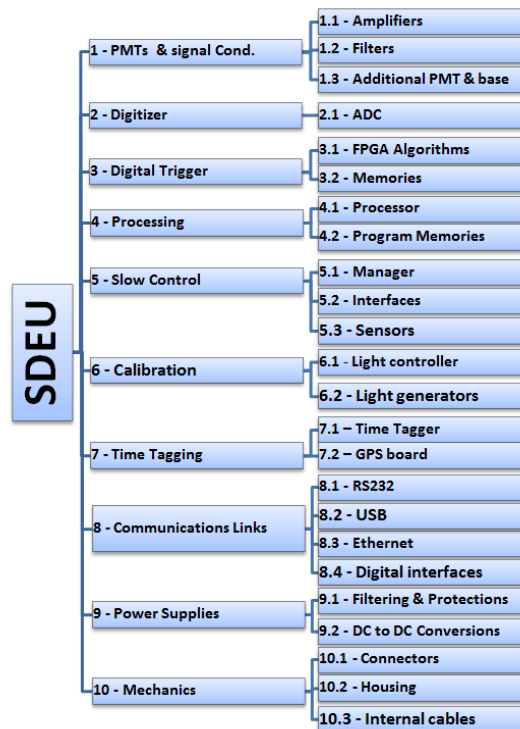 SDEU
1 - PMTs & signal Cond.
1.1 - Amplifiers
1.2 - Filters
1.3 - Additional PMT & base
2 - Digitizer
2.1 - ADC
3 - Digital Trigger
3.1 - FPGA Algorithms
3.2 - Memories
4 - Processing
4.1 - Processor
4.2 - Program Memories
5 - Slow Control
5.1 - Manager
5.2 - Interfaces
5.3 - Sensors
6 - Calibration
6.1 - Light controller
6.2 - Light generators
7 - Time Tagging
7.1 – Time Tagger
7.2 – GPS board
8 - Communications Links
8.1 - RS232
8.2 - USB
8.3 - Ethernet
8.4 - Digital interfaces
9 - Power Supplies
9.1 - Filtering & Protections
9.2 - DC to DC Conversions
10 - Mechanics
10.1 - Connectors
10.2 - Housing
10.3 - Internal cables